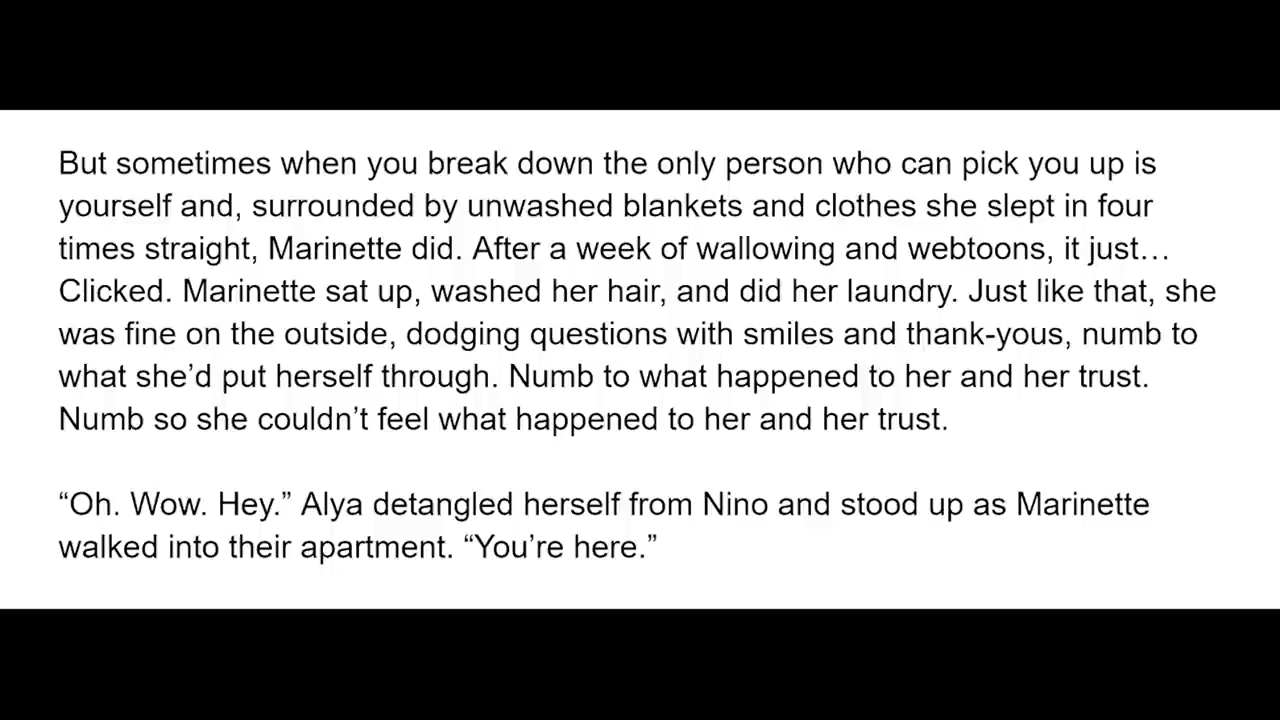 But sometimes when you break down the only person who can pick you up is
yourself and, surrounded by unwashed blankets and clothes she slept in four
times straight, Marinette did. After a week of wallowing and webtoons, it just…
Clicked. Marinette sat up, washed her hair, and did her laundry. Just like that, she
was fine on the outside, dodging questions with smiles and thank-yous, numb to
what she’d put herself through. Numb to what happened to her and her trust.
Numb so she couldn’t feel what happened to her and her trust.
“Oh. Wow. Hey.” Alya detangled herself from Nino and stood up as Marinette
walked into their apartment. “You’re here.”